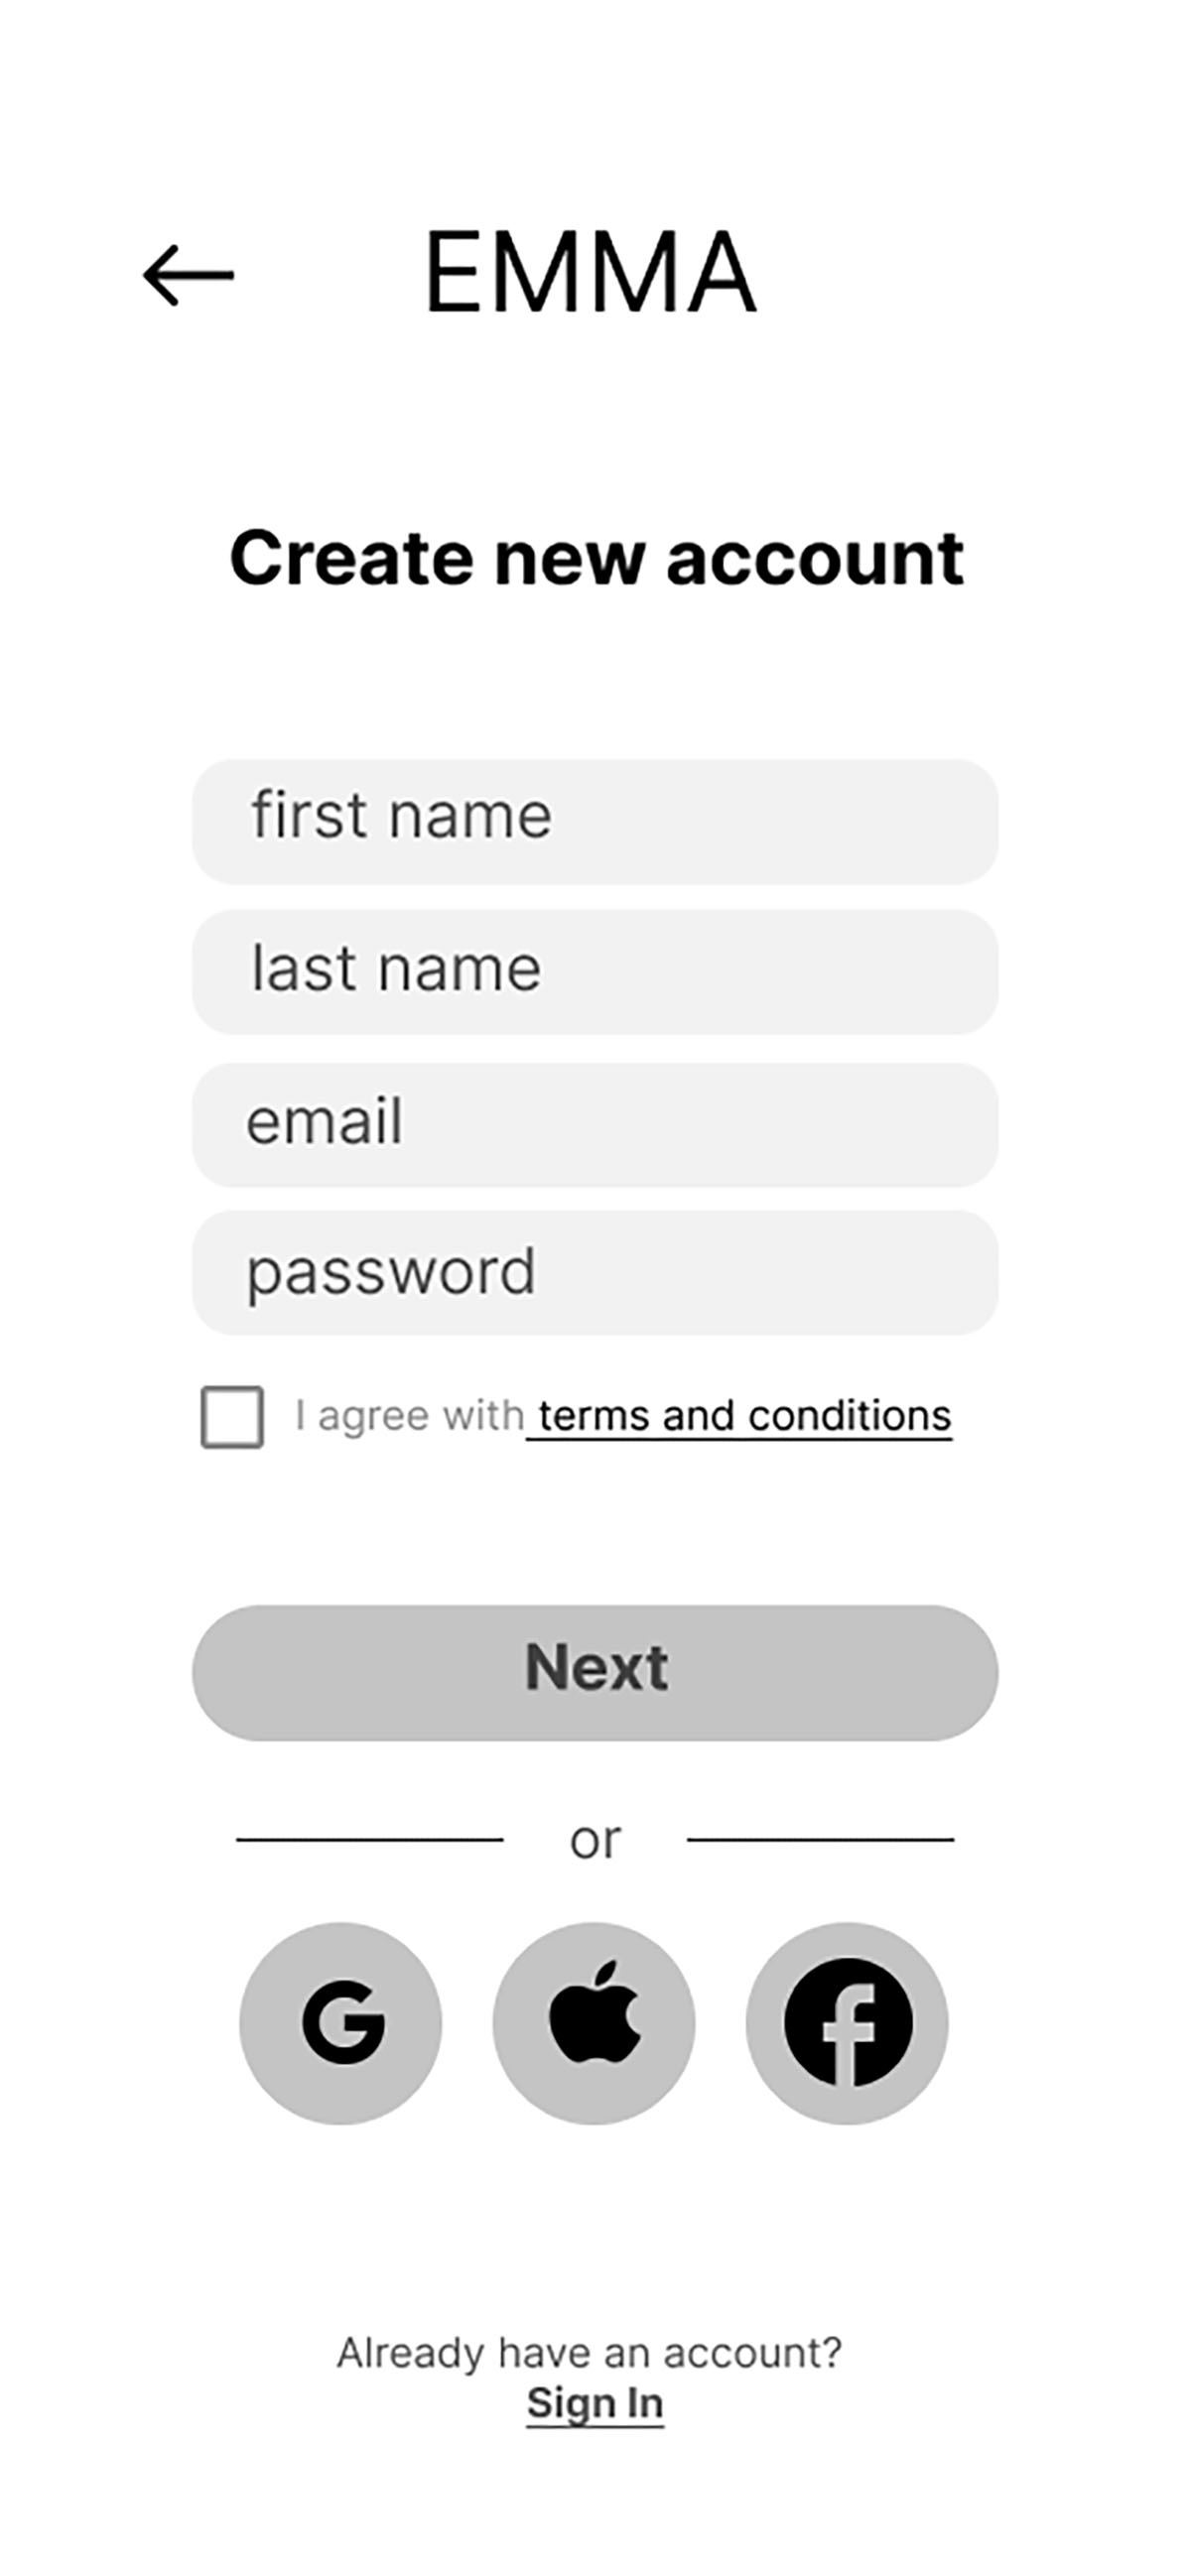 EMMA
Create new account
first name
last name
email
password
I agree with terms and conditions
Next
or
Already have an account?
Sign In